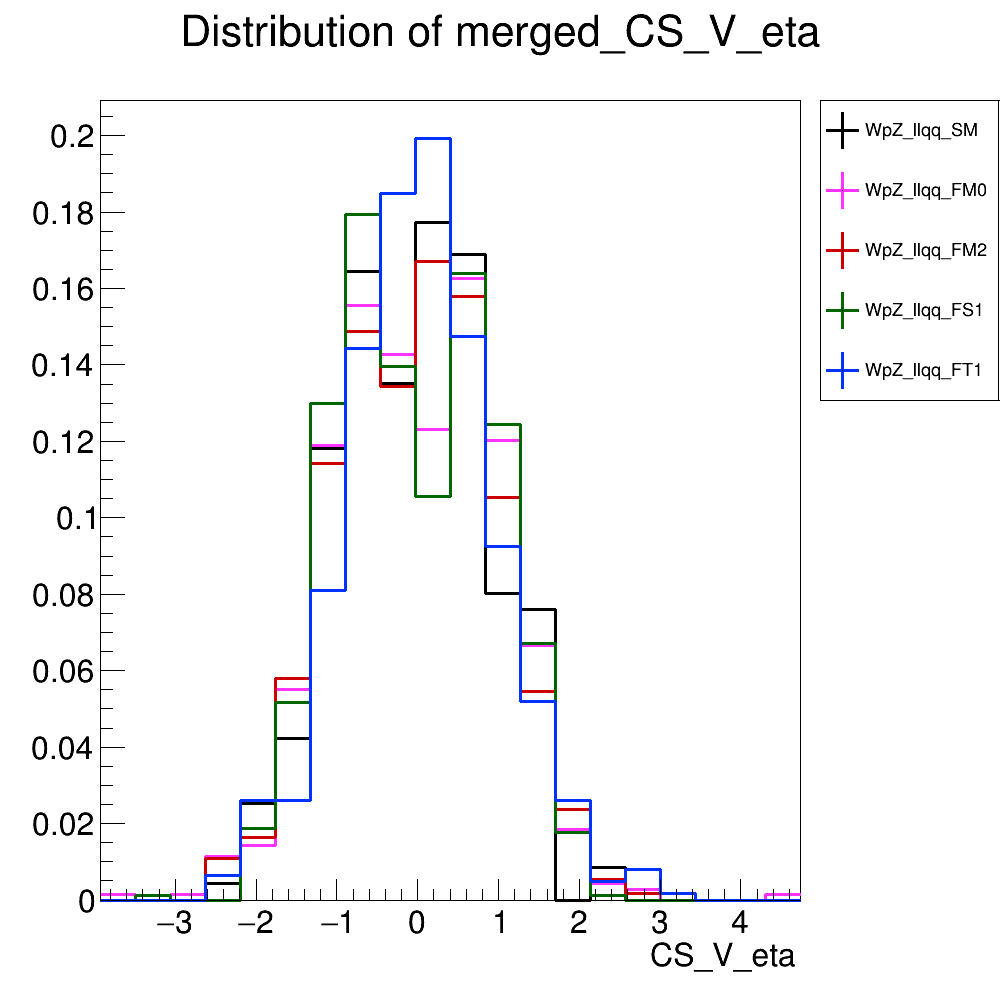 Distribution of merged_CS_V_eta
WpZ_llqq_SM
WpZ_llqq_FM0
WpZ_llqq_FM2
WpZ_llqq_FS1
WpZ_llqq_FT1
0.2
0.18
0.16
0.14
0.12
0.1
0.08
0.06
0.04
0.02
0
−3 −2 −1 0 1 2 3 4
CS_V_eta